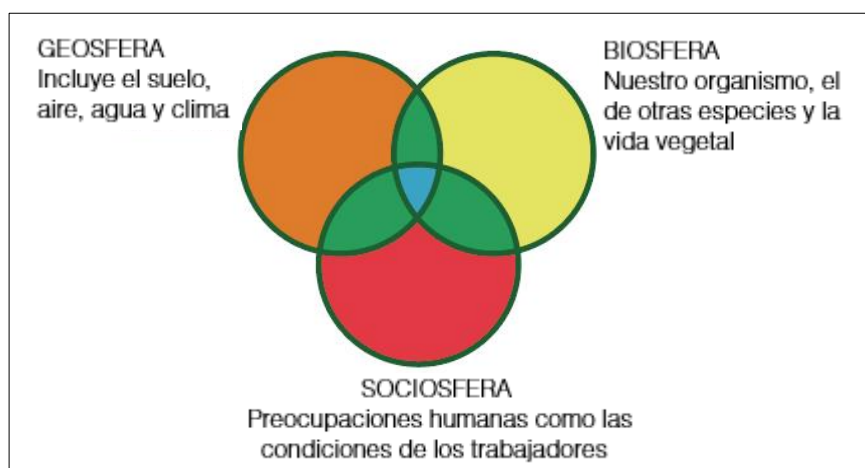 GEOSFERA
Incluye el suelo,
aire, agua y clima
BIOSFERA
Nuestro organismo, el
de otras especies y la
vida vegetal
SOCIOSFERA
Preocupaciones humanas como las
condiciones de los trabajadores